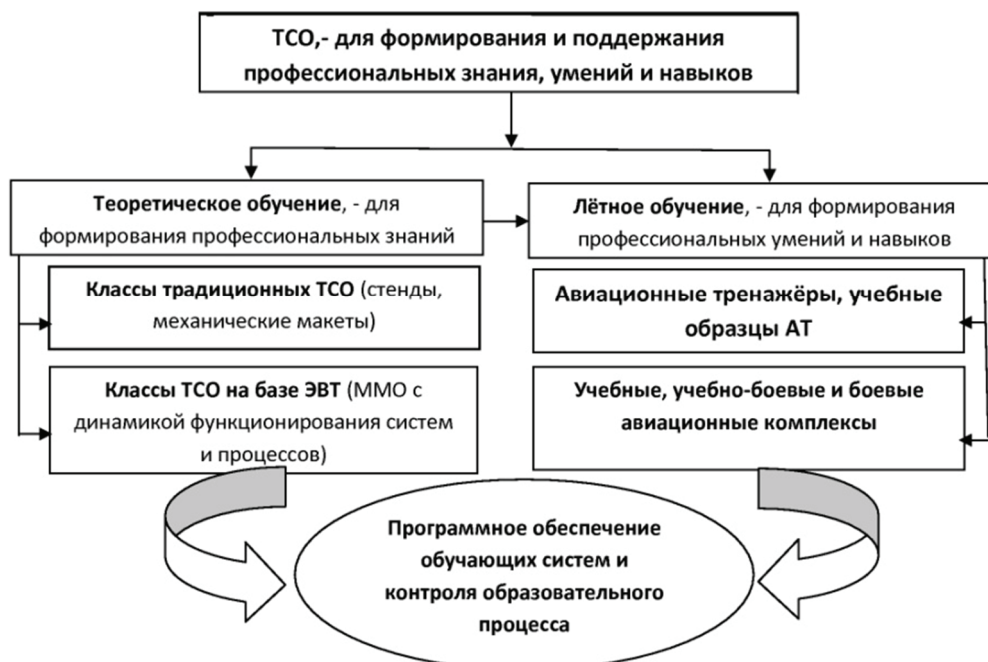 ТСО,- для формирования и поддержания
профессиональных знания, умений и навыков
Теоретическое обучение, - для
формирования профессиональных знаний
Лётное обучение, - для формирования
профессиональных умений и навыков
Классы традиционных ТСО (стенды,
механические макеты)
Авиационные тренажёры, учебные
образцы АТ
Классы ТСО на базе ЭВТ (ММО с
динамикой функционирования систем
и процессов)
Учебные, учебно-боевые и боевые
авиационные комплексы
Программное обеспечение
обучающих систем и
контроля образовательного
процесса